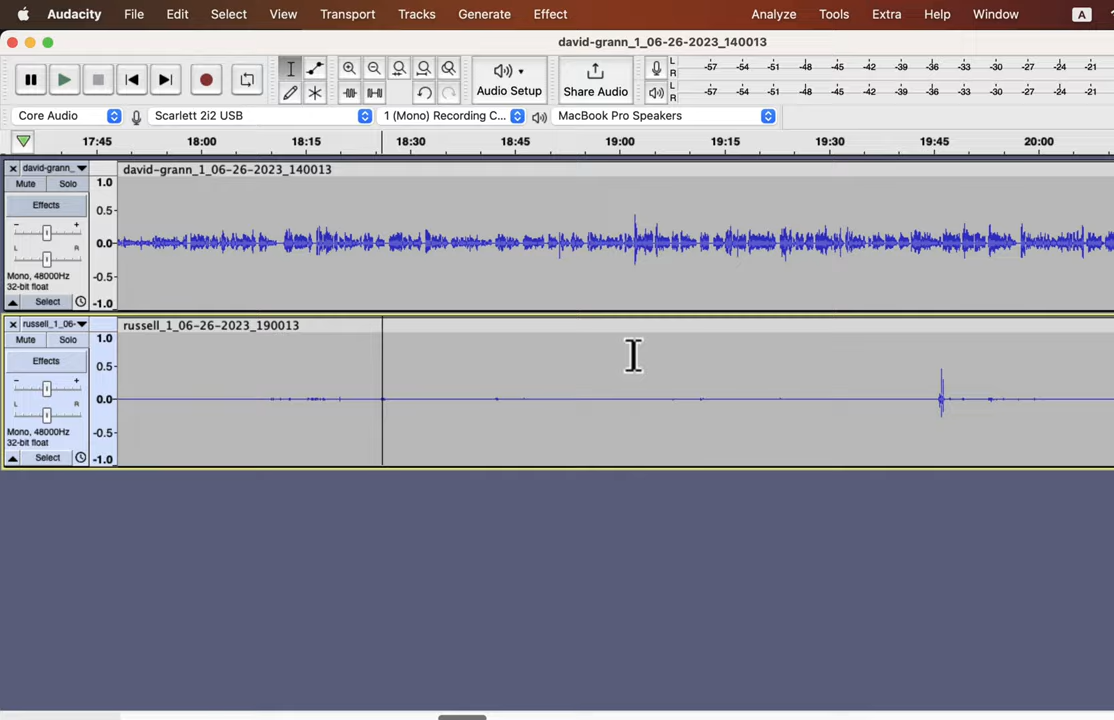 Audacity File Edit Select View Transport Tracks Generate Effect Analyze Tools Extra Help Window A
david-grann_1_06-26-2023_140013
L -57 -54 -51 -48 -45 -42 -39 -36 -33 -30 -27 -24 -21
R
Audio Setup Share Audio
L -57 -54 -51 -48 -45 -42 -39 -36 -33 -30 -27 -24 -21
R
Core Audio Scarlett 2i2 USB 1 (Mono) Recording C... MacBook Pro Speakers
17:45 18:00 18:15 18:30 18:45 19:00 19:15 19:30 19:45 20:00
david-grann_ david-grann_1_06-26-2023_140013
Mute Solo 1.0
Effects 0.5
- +
L R 0.0
Mono, 48000Hz -0.5
32-bit float
Select -1.0
russell_1_06- russell_1_06-26-2023_190013
Mute Solo 1.0
Effects 0.5
- +
L R 0.0
Mono, 48000Hz -0.5
32-bit float
Select -1.0